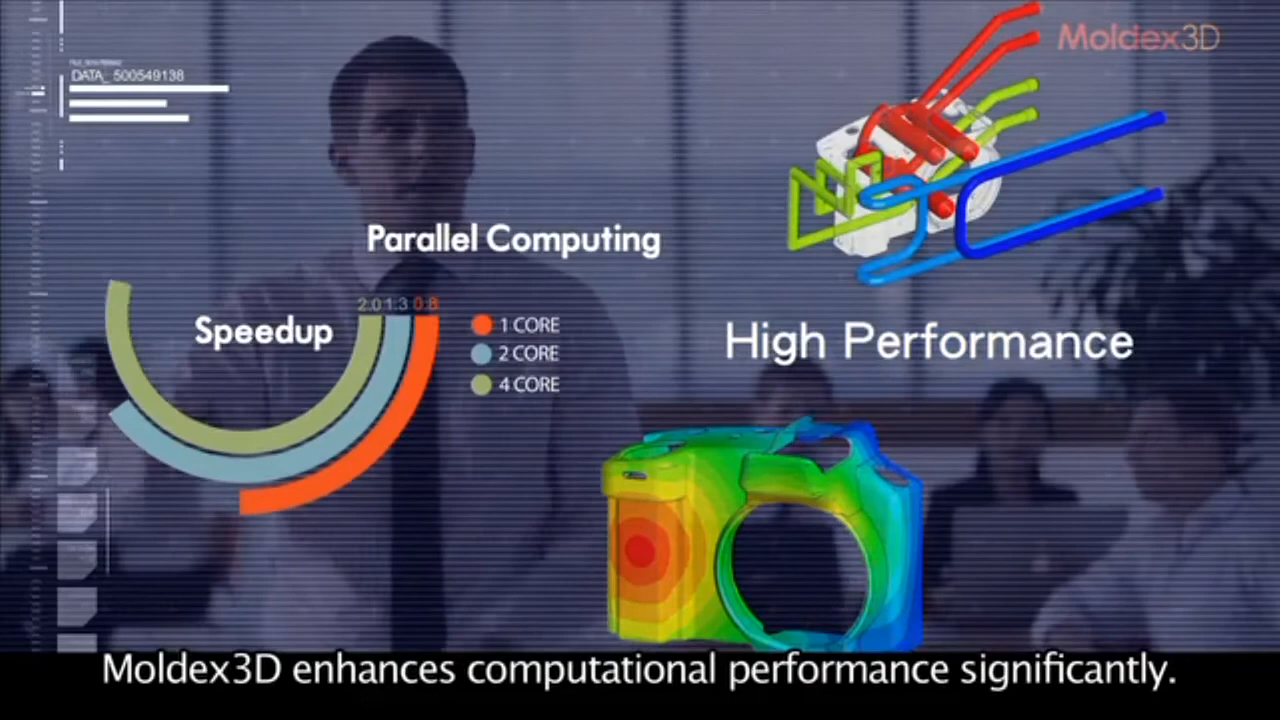 Moldex3D
DATA_ 500549138
Parallel Computing
Speedup
2.0 1.3 0.8
1 CORE
2 CORE
4 CORE
High Performance
Moldex3D enhances computational performance significantly.